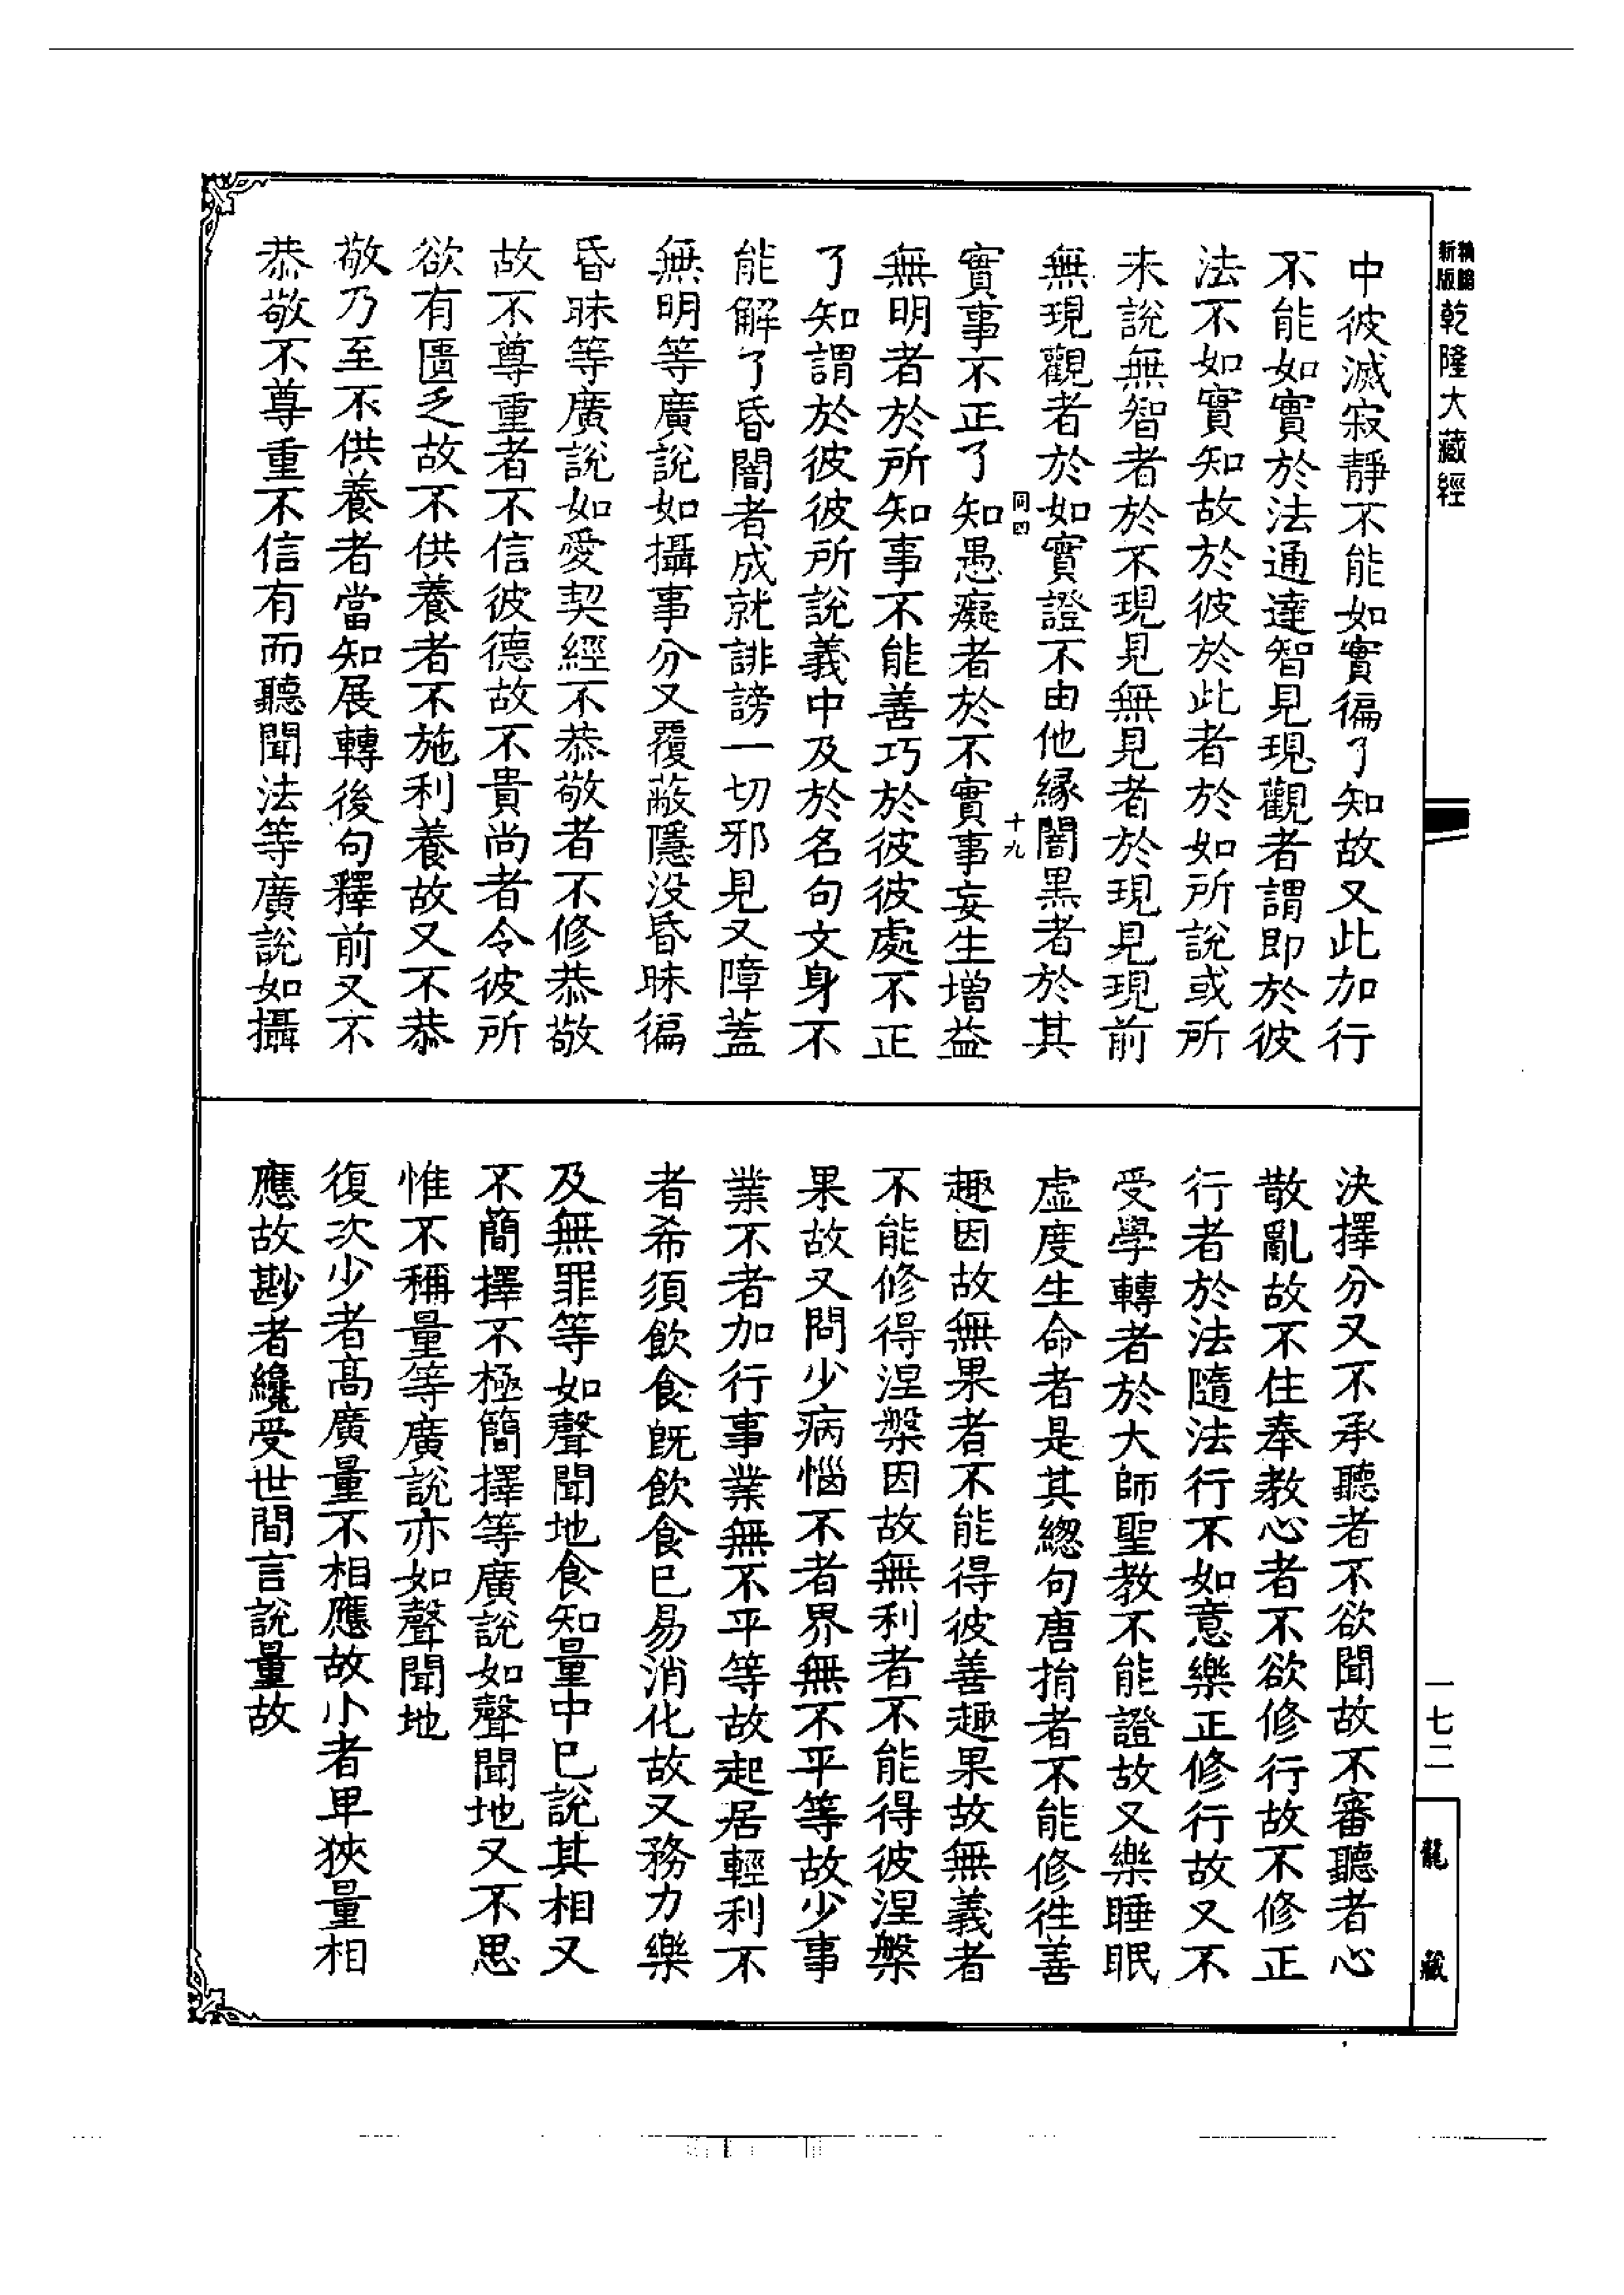 新版精編
乾隆大藏經
中彼滅寂靜不能如實徧了知故又此加行
不能如實於法通達智見現觀者謂即於彼
法不如實知故於彼於此者於如所說或所
未說無智者於不現見無見者於現見現前
無現觀者於如實證不由他緣闇黑者於其
同四
十九
實事不正了知愚癡者於不實事妄生增益
無明者於所知事不能善巧於彼彼處不正
了知謂於彼彼所說義中及於名句文身不
能解了昏闇者成就誹謗一切邪見又障蓋
無明等廣說如攝事分又覆蔽隱没昏昧徧
昏昧等廣說如愛契經不恭敬者不修恭敬
故不尊重者不信彼德故不貴尚者令彼所
欲有匱乏故不供養者不施利養故又不恭
敬乃至不供養者當知展轉後句釋前又不
恭敬不尊重不信有而聽聞法等廣說如攝
決擇分又不承聽者不欲聞故不審聽者心
散亂故不住奉教心者不欲修行故不修正
行者於法隨法行不如意樂正修行故又不
受學轉者於大師聖教不能證故又樂睡眠
虛度生命者是其緫句唐捐者不能修往善
趣因故無果者不能得彼善趣果故無義者
不能修得涅槃因故無利者不能得彼涅槃
果故又問少病惱不者界無不平等故少事
業不者加行事業無不平等故起居輕利不
者希須飲食既飲食已易消化故又務力樂
及無罪等如聲聞地食知量中已說其相又
不簡擇不極簡擇等廣說如聲聞地又不思
惟不稱量等廣說亦如聲聞地
復次少者高廣量不相應故小者卑狹量相
應故尠者纔受世間言說量故
一七二
龍藏